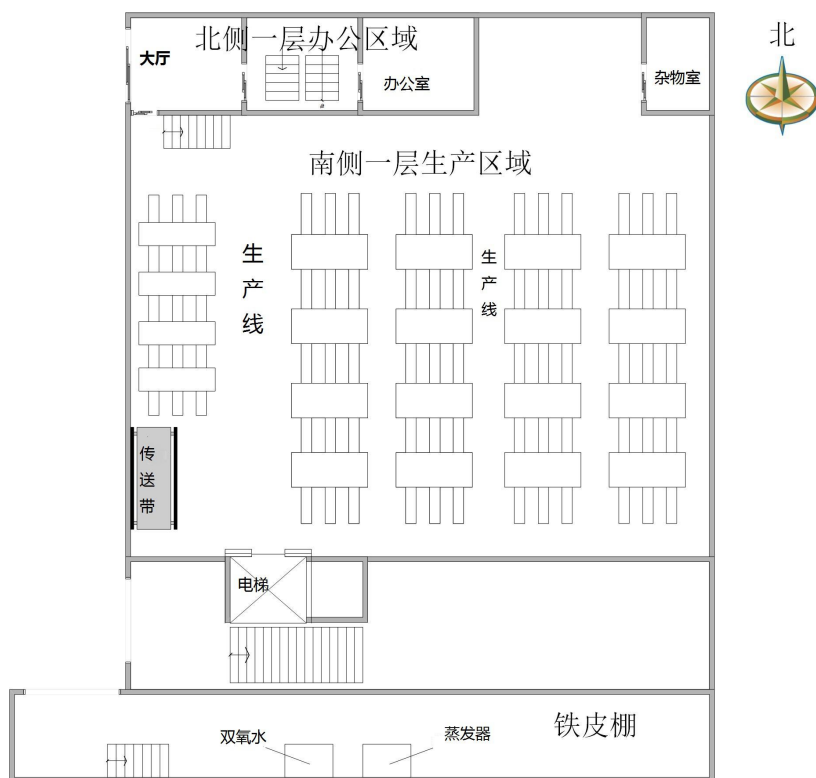 北侧一层办公区域
北
大厅
办公室
杂物室
南侧一层生产区域
生产线
生产线
传送带
电梯
铁皮棚
双氧水
蒸发器